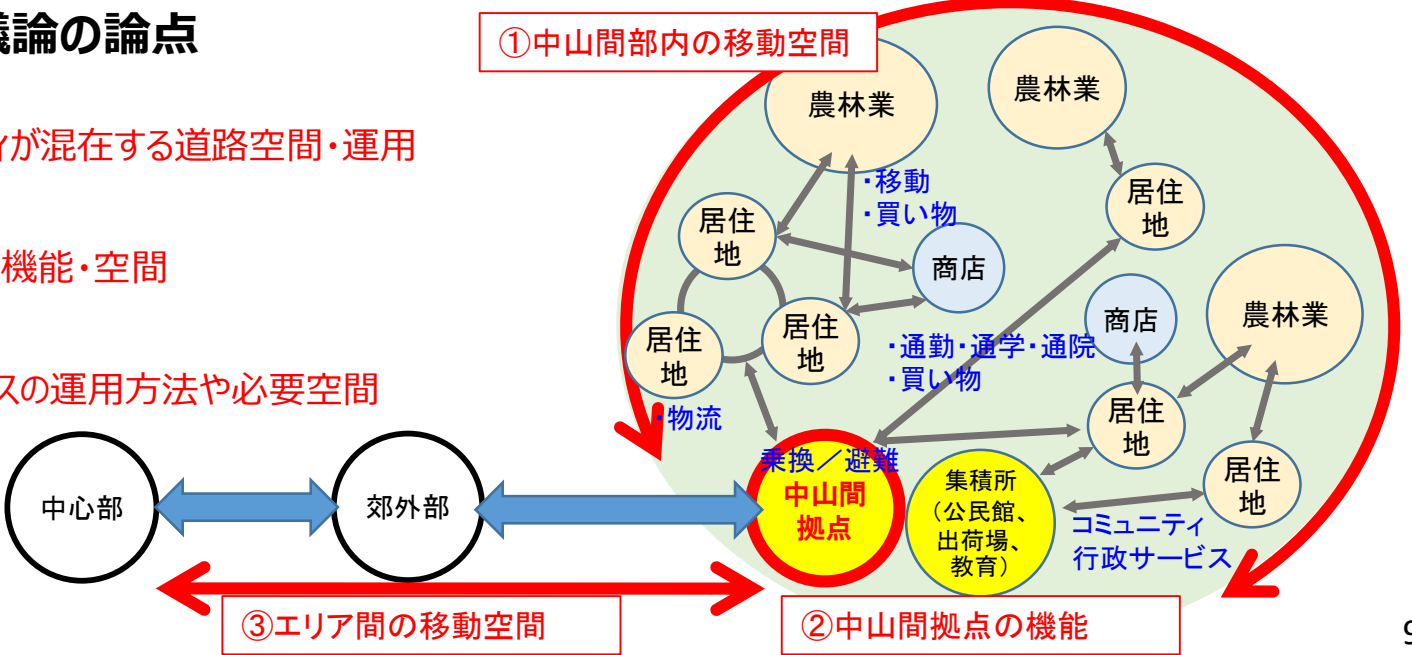 議論の論点
①中山間部内の移動空間
が混在する道路空間・運用
機能・空間
スの運用方法や必要空間
農林業
農林業
・移動
・買い物
居住
地
居住
地
商店
居住
地
居住
地
・物流
・通勤・通学・通院
・買い物
商店
農林業
居住
地
居住
地
乗換／避難
中山間
拠点
集積所
（公民館、
出荷場、
教育）
コミュニティ
行政サービス
中心部
郊外部
③エリア間の移動空間
②中山間拠点の機能